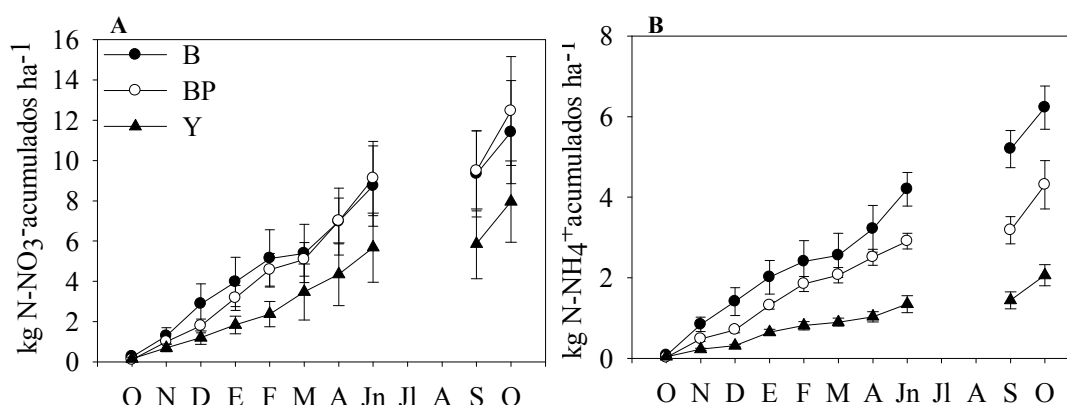 A
kg N-NO3-acumulados ha-1
16
14
12
10
8
6
4
2
0
B
BP
Y
O N D E F M A Jn Jl A S O
B
kg N-NH4+acumulados ha-1
8
6
4
2
0
O N D E F M A Jn Jl A S O